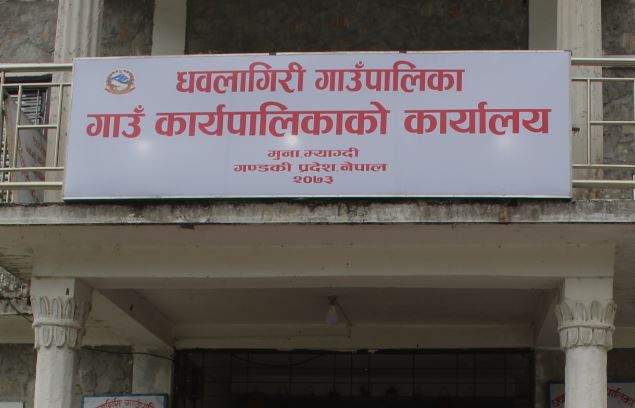 धवलागिरी गाउँपालिका
गाउँ कार्यपालिकाको कार्यालय
मुना, म्याग्दी
गण्डकी प्रदेश, नेपाल
२०७३